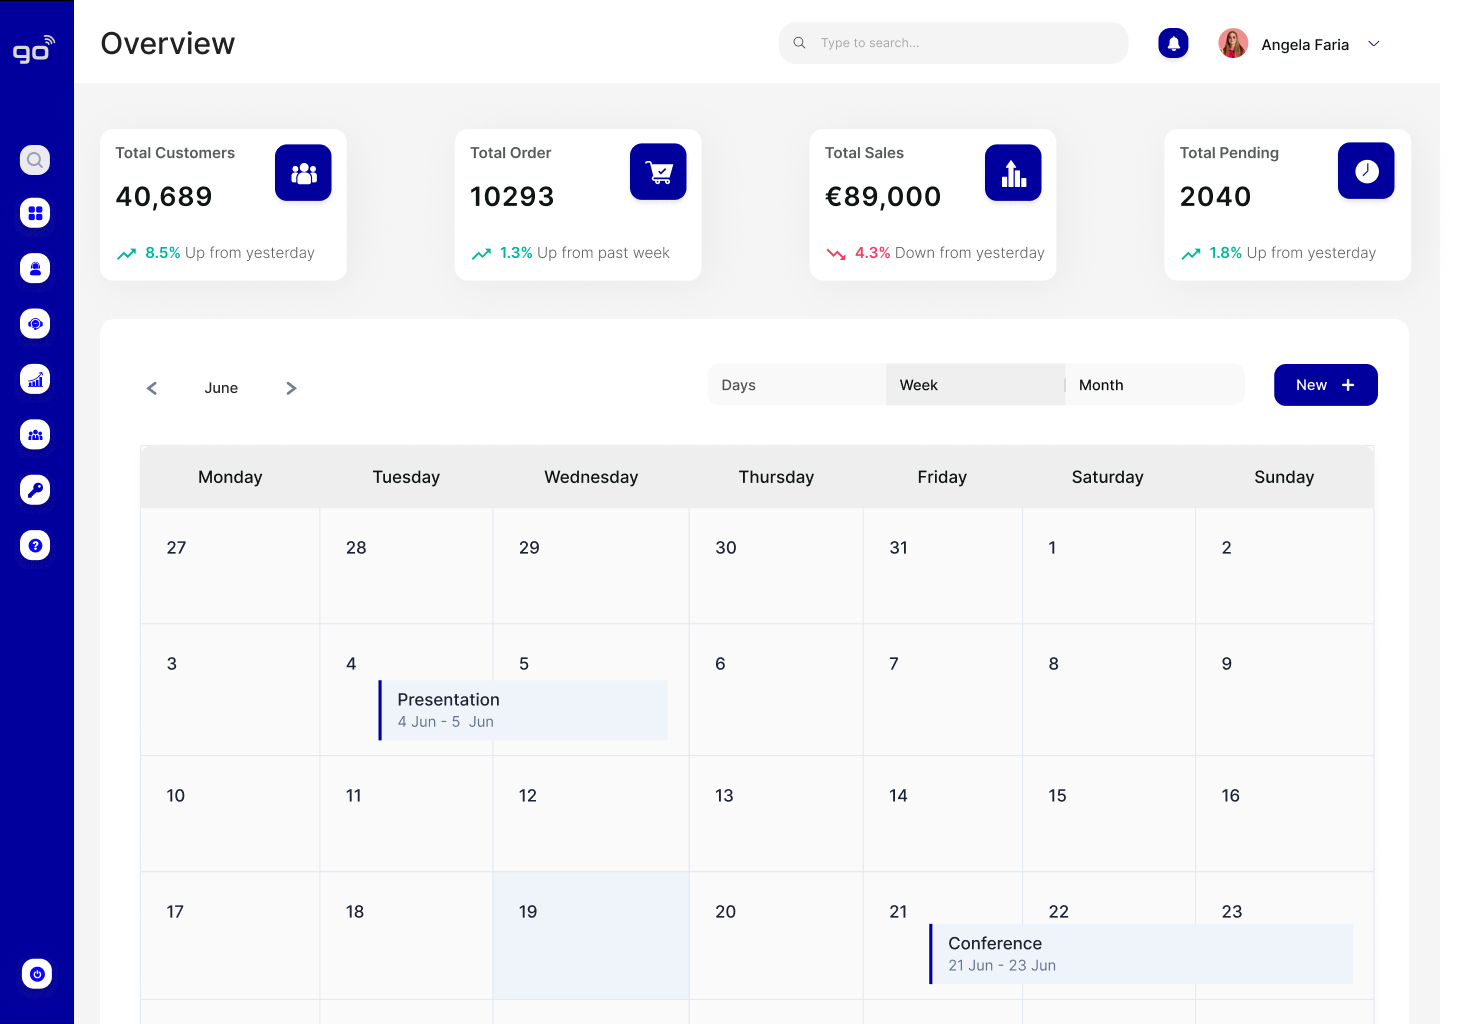 go
Overview
Type to search...
Angela Faria
Total Customers
40,689
8.5% Up from yesterday
Total Order
10293
1.3% Up from past week
Total Sales
€89,000
4.3% Down from yesterday
Total Pending
2040
1.8% Up from yesterday
June
Days
Week
Month
New +
Monday Tuesday Wednesday Thursday Friday Saturday Sunday
27 28 29 30 31 1 2
3 4 5 6 7 8 9
Presentation
4 Jun - 5  Jun
10 11 12 13 14 15 16
17 18 19 20 21 22 23
Conference
21 Jun - 23 Jun